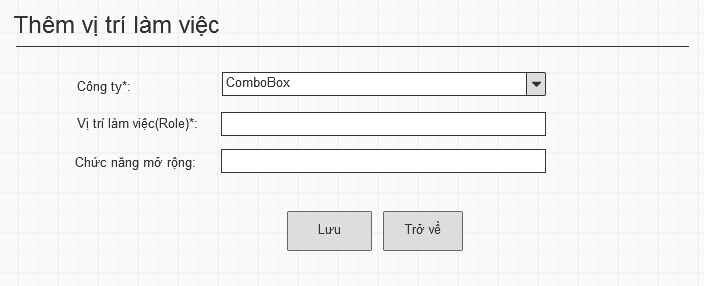 Thêm vị trí làm việc
Công ty*: ComboBox
Vị trí làm việc(Role)*:
Chức năng mở rộng:
Lưu Trở về